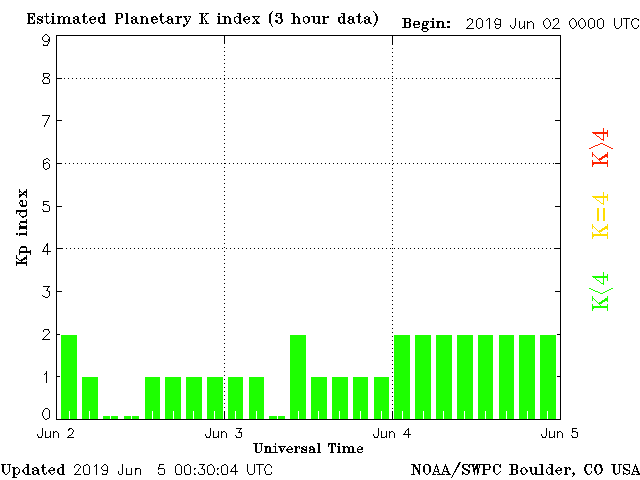 Estimated Planetary K index (3 hour data) Begin: 2019 Jun 02 0000 UTC
9
8
7
6
5
4
3
2
1
0
Kp index
K>4
K=4
K<4
Jun 2 Jun 3 Jun 4 Jun 5
Universal Time
Updated 2019 Jun 5 00:30:04 UTC NOAA/SWPC Boulder, CO USA